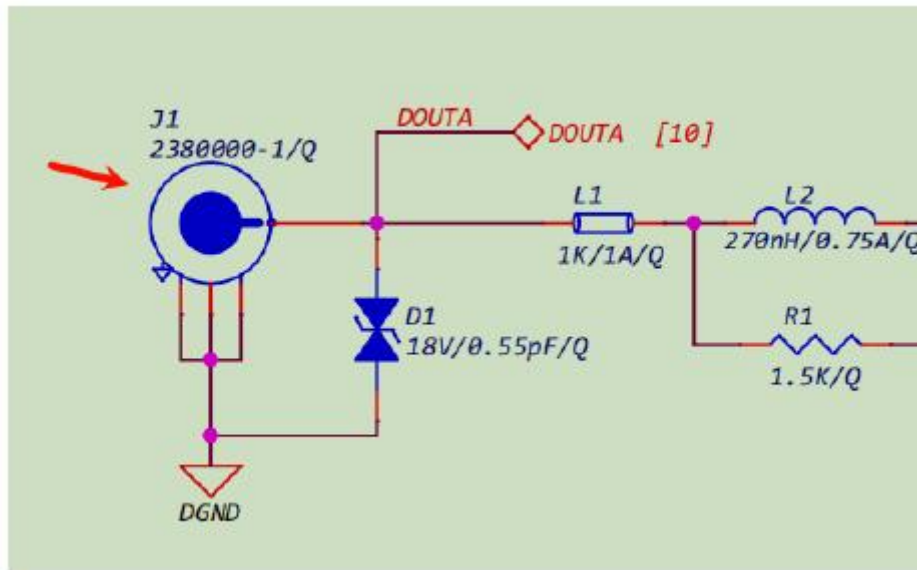 J1
2380000-1/Q
DOUTA
DOUTA [10]
L1
1K/1A/Q
L2
270nH/0.75A/Q
D1
18V/0.55pF/Q
R1
1.5K/Q
DGND